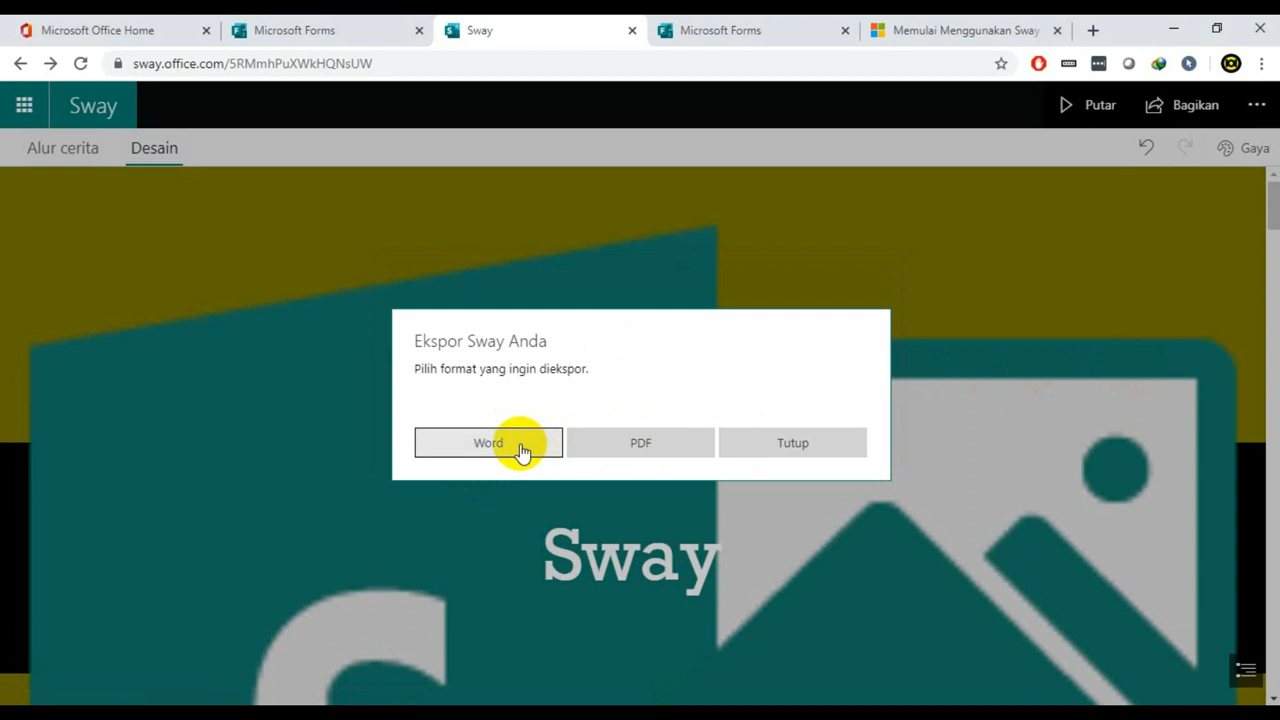 Microsoft Office Home
Microsoft Forms
Sway
Microsoft Forms
Memulai Menggunakan Sway
sway.office.com/5RMmhPuXWkHQNsUW
Sway
Putar
Bagikan
Alur cerita
Desain
Gaya
Ekspor Sway Anda
Pilih format yang ingin diekspor.
Word
PDF
Tutup
Sway